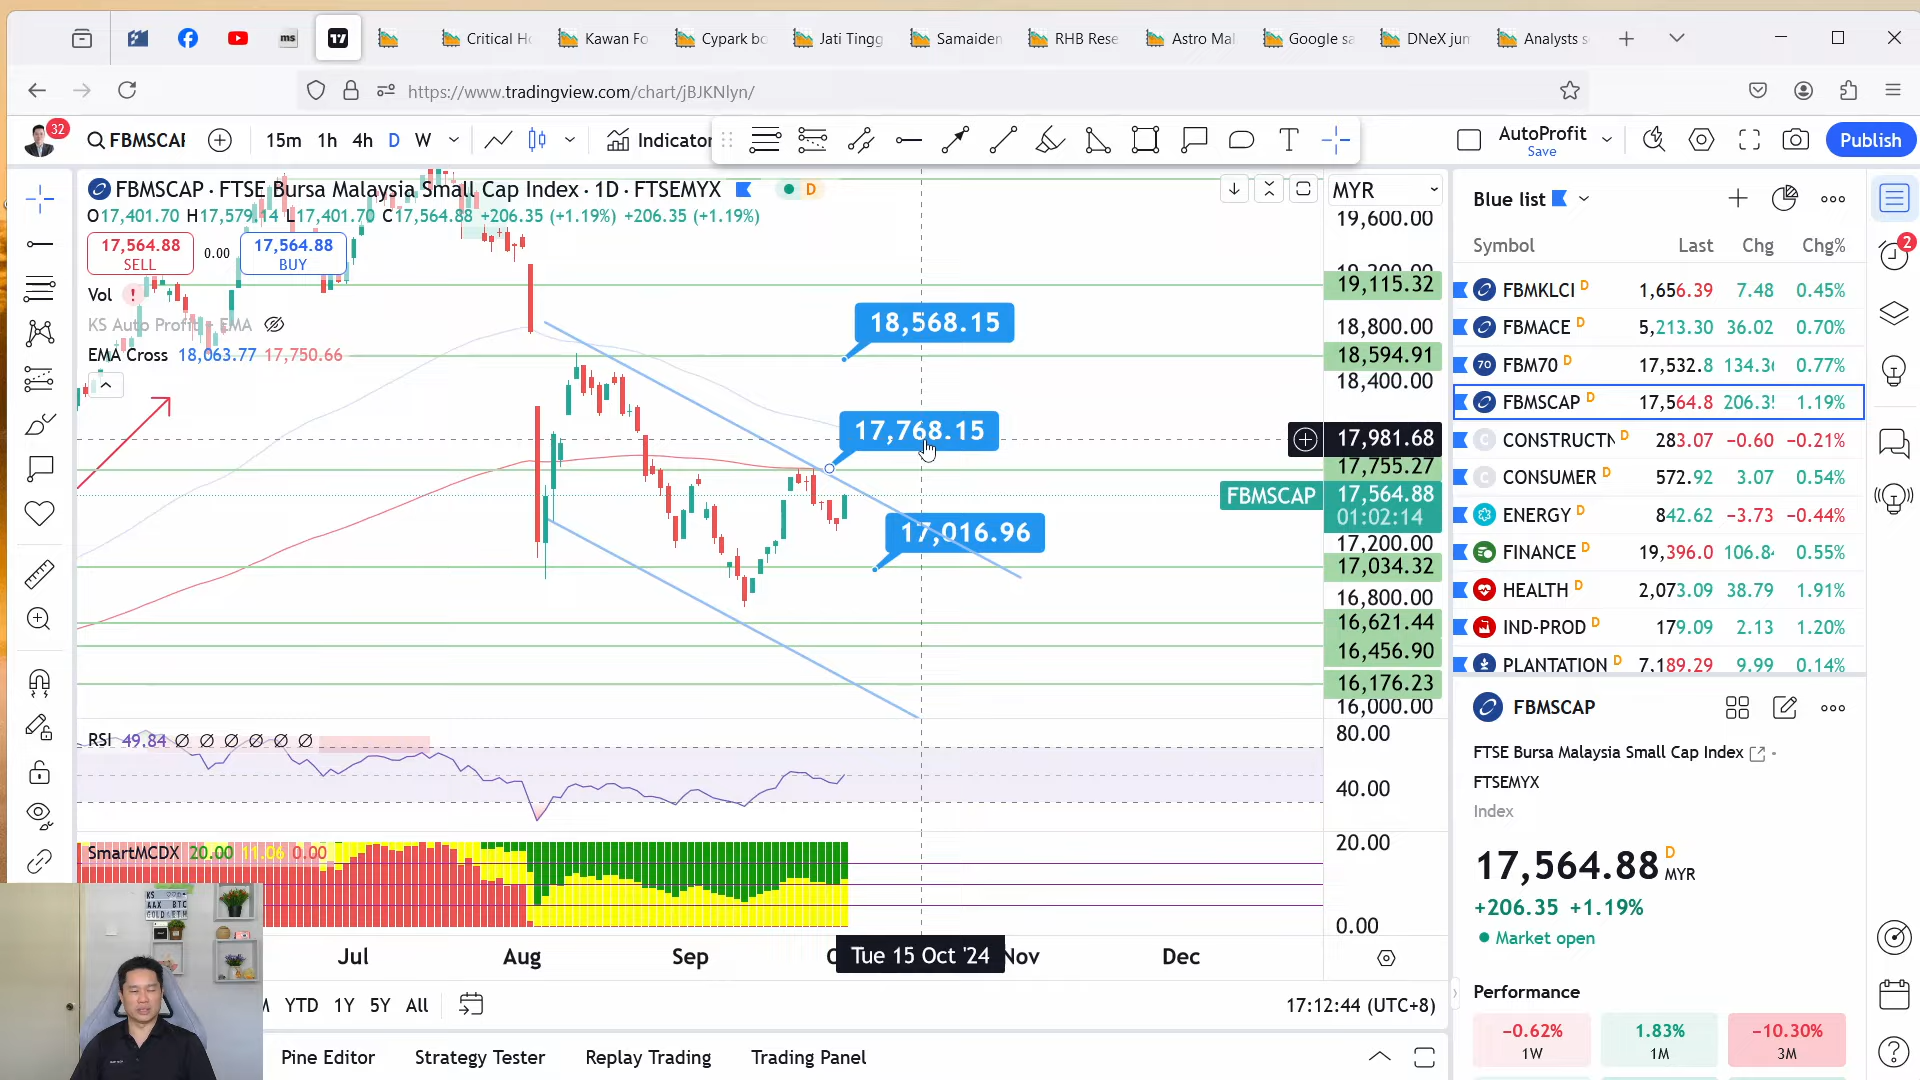 ms
Critical H
Kawan Fo
Cypark bo
Jati Tingg
Samaiden
RHB Rese
Astro Mal
Google sa
DNeX jun
Analysts s
https://www.tradingview.com/chart/jBJKNlyn/
32
FBMSCAP
15m 1h 4h D W
Indicator
AutoProfit
Save
Publish
FBMSCAP · FTSE Bursa Malaysia Small Cap Index · 1D · FTSEMYX
D
O17,401.70 H17,579.14 L17,401.70 C17,564.88 +206.35 (+1.19%) +206.35 (+1.19%)
17,564.88
SELL
0.00
17,564.88
BUY
Vol
KS Auto Profit - EMA
EMA Cross 18,063.77 17,750.66
18,568.15
17,768.15
17,016.96
MYR
19,600.00
19,200.00
19,115.32
18,800.00
18,594.91
18,400.00
17,981.68
17,755.27
FBMSCAP
17,564.88
01:02:14
17,200.00
17,034.32
16,800.00
16,621.44
16,456.90
16,176.23
16,000.00
RSI 49.84 ∅ ∅ ∅ ∅ ∅ ∅
80.00
40.00
SmartMCDX 20.00 11.06 0.00
20.00
0.00
Jul
Aug
Sep
Tue 15 Oct '24
Nov
Dec
YTD 1Y 5Y All
17:12:44 (UTC+8)
Pine Editor
Strategy Tester
Replay Trading
Trading Panel
Blue list
Symbol Last Chg Chg%
FBMKLCI D 1,656.39 7.48 0.45%
FBMACE D 5,213.30 36.02 0.70%
70 FBM70 D 17,532.8 134.3 0.77%
FBMSCAP D 17,564.8 206.3 1.19%
C CONSTRUCTN D 283.07 −0.60 −0.21%
C CONSUMER D 572.92 3.07 0.54%
ENERGY D 842.62 −3.73 −0.44%
FINANCE D 19,396.0 106.8 0.55%
HEALTH D 2,073.09 38.79 1.91%
IND-PROD D 179.09 2.13 1.20%
PLANTATION D 7,189.29 9.99 0.14%
2
FBMSCAP
FTSE Bursa Malaysia Small Cap Index
FTSEMYX
Index
17,564.88 D MYR
+206.35 +1.19%
Market open
Performance
−0.62%
1W
1.83%
1M
−10.30%
3M
KS
AAX BTC
GOLD &ETH